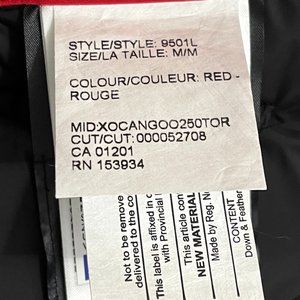 STYLE/STYLE: 9501L
SIZE/LA TAILLE: M/M
COLOUR/COULEUR: RED -
ROUGE
MID:XOCANGOO250TOR
CUT/CUT:000052708
CA 01201
RN 153934
Not to be remove
delivered to the co
This label is affixed in c
with Provincial
This article con
NEW MATERIAL
Made by Reg. N
CONTENT
Down & Feather